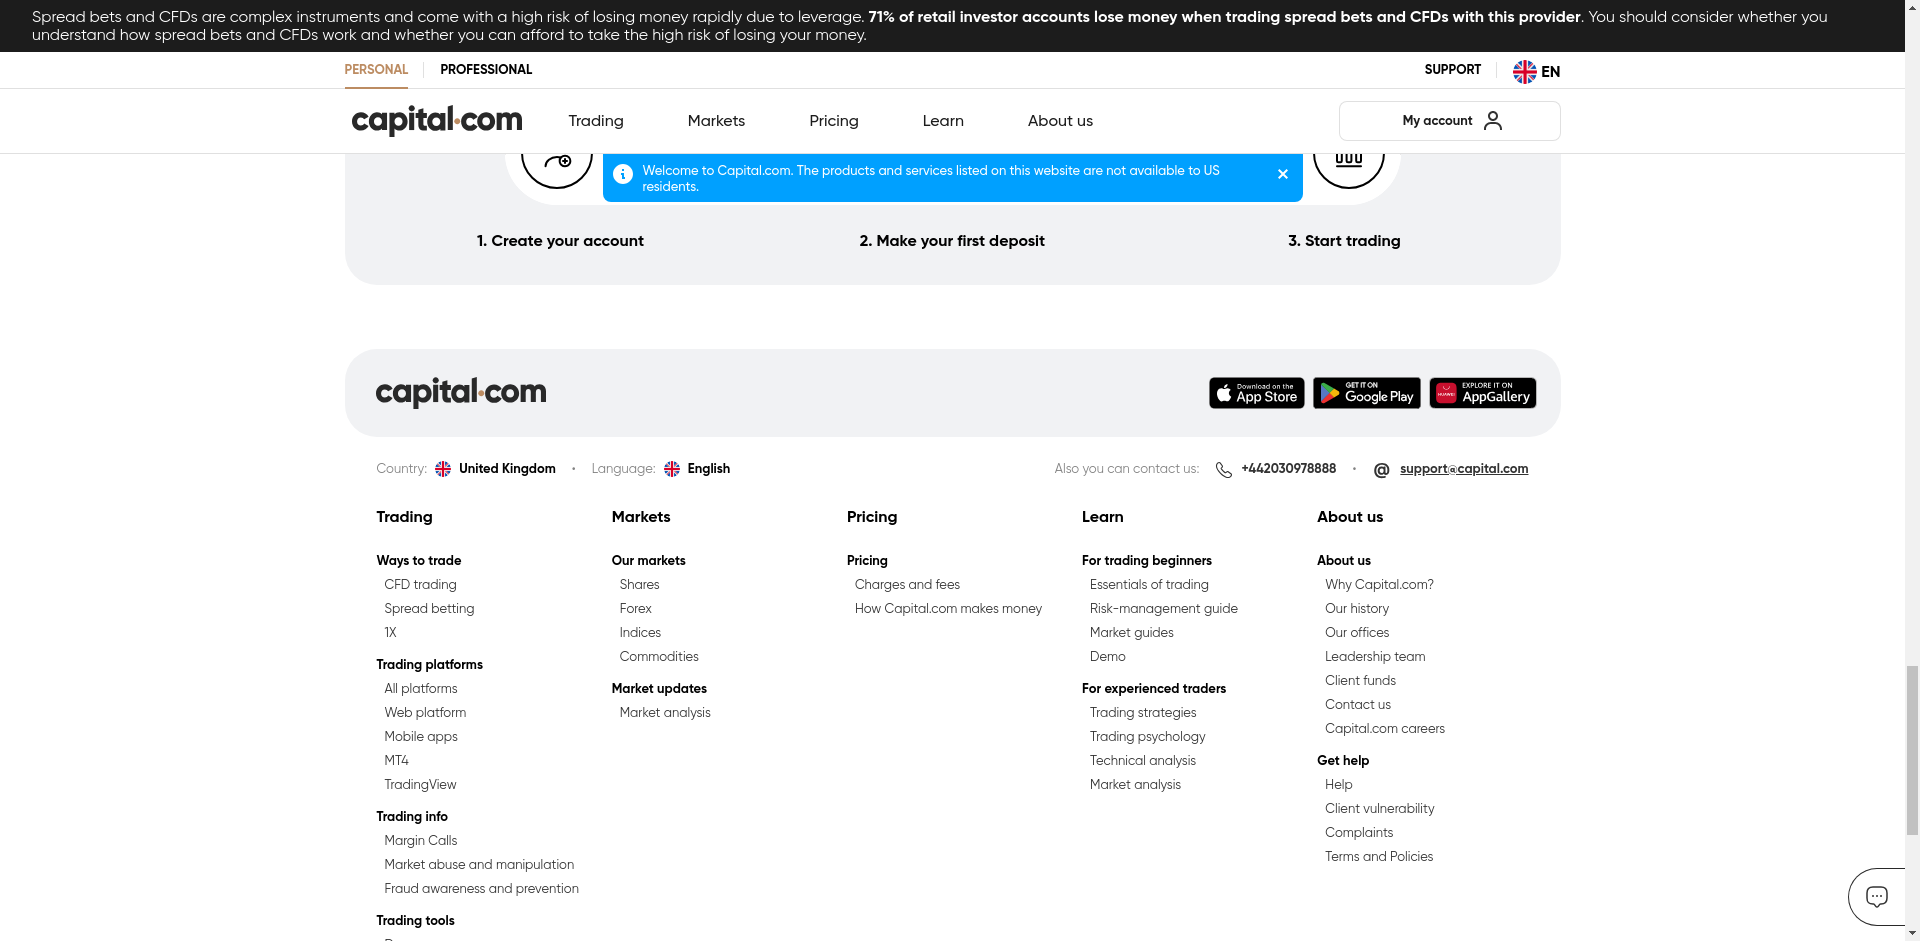 Spread bets and CFDs are complex instruments and come with a high risk of losing money rapidly due to leverage. 71% of retail investor accounts lose money when trading spread bets and CFDs with this provider. You should consider whether you
understand how spread bets and CFDs work and whether you can afford to take the high risk of losing your money.
PERSONAL
PROFESSIONAL
SUPPORT
EN
capital.com
Trading
Markets
Pricing
Learn
About us
My account
Welcome to Capital.com. The products and services listed on this website are not available to US
residents.
1. Create your account
2. Make your first deposit
3. Start trading
capital.com
Download on the
App Store
GET IT ON
Google Play
HUAWEI
EXPLORE IT ON
AppGallery
Country: United Kingdom
Language: English
Also you can contact us: +442030978888
support@capital.com
Trading
Ways to trade
CFD trading
Spread betting
1X
Trading platforms
All platforms
Web platform
Mobile apps
MT4
TradingView
Trading info
Margin Calls
Market abuse and manipulation
Fraud awareness and prevention
Trading tools
Markets
Our markets
Shares
Forex
Indices
Commodities
Market updates
Market analysis
Pricing
Pricing
Charges and fees
How Capital.com makes money
Learn
For trading beginners
Essentials of trading
Risk-management guide
Market guides
Demo
For experienced traders
Trading strategies
Trading psychology
Technical analysis
Market analysis
About us
About us
Why Capital.com?
Our history
Our offices
Leadership team
Client funds
Contact us
Capital.com careers
Get help
Help
Client vulnerability
Complaints
Terms and Policies